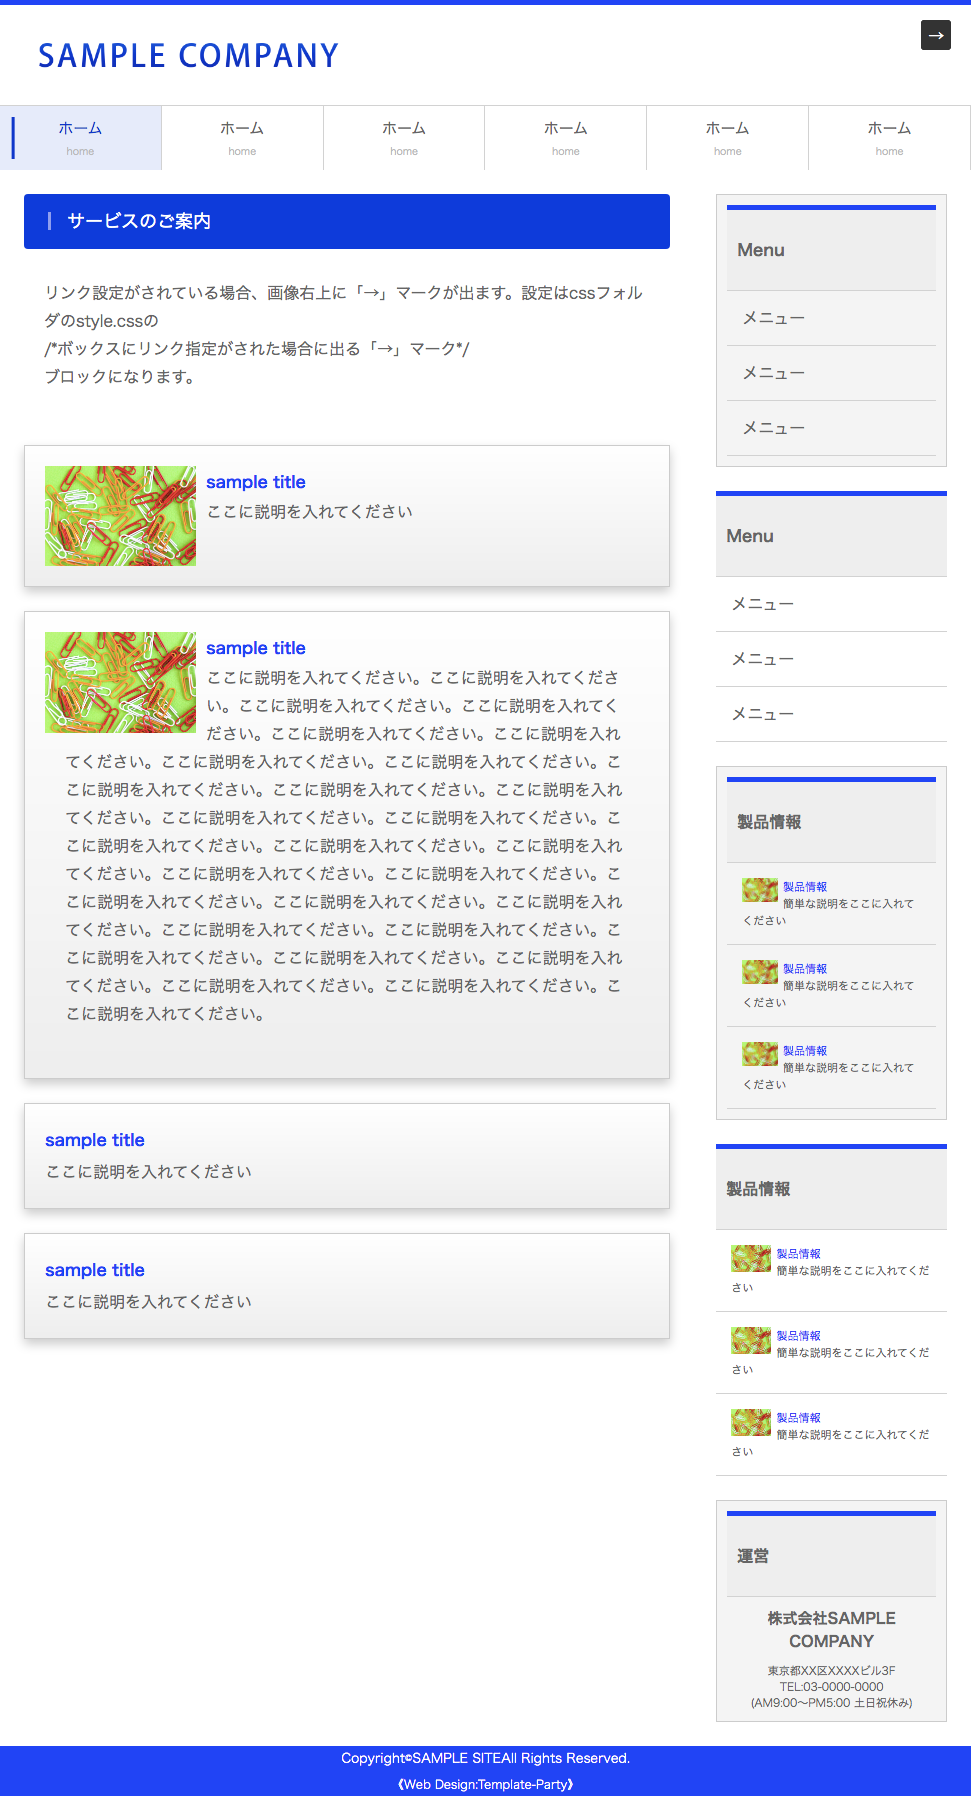 SAMPLE COMPANY
→
ホーム
home
ホーム
home
ホーム
home
ホーム
home
ホーム
home
ホーム
home
サービスのご案内
リンク設定がされている場合、画像右上に「→」マークが出ます。設定はcssフォル
ダのstyle.cssの
/*ボックスにリンク指定がされた場合に出る「→」マーク*/
ブロックになります。
sample title
ここに説明を入れてください
sample title
ここに説明を入れてください。ここに説明を入れてくださ
い。ここに説明を入れてください。ここに説明を入れてく
ださい。ここに説明を入れてください。ここに説明を入れ
てください。ここに説明を入れてください。ここに説明を入れてください。こ
こに説明を入れてください。ここに説明を入れてください。ここに説明を入れ
てください。ここに説明を入れてください。ここに説明を入れてください。こ
こに説明を入れてください。ここに説明を入れてください。ここに説明を入れ
てください。ここに説明を入れてください。ここに説明を入れてください。こ
こに説明を入れてください。ここに説明を入れてください。ここに説明を入れ
てください。ここに説明を入れてください。ここに説明を入れてください。こ
こに説明を入れてください。ここに説明を入れてください。ここに説明を入れ
てください。ここに説明を入れてください。ここに説明を入れてください。こ
こに説明を入れてください。
sample title
ここに説明を入れてください
sample title
ここに説明を入れてください
Menu
メニュー
メニュー
メニュー
Menu
メニュー
メニュー
メニュー
製品情報
製品情報
簡単な説明をここに入れて
ください
製品情報
簡単な説明をここに入れて
ください
製品情報
簡単な説明をここに入れて
ください
製品情報
製品情報
簡単な説明をここに入れてくだ
さい
製品情報
簡単な説明をここに入れてくだ
さい
製品情報
簡単な説明をここに入れてくだ
さい
運営
株式会社SAMPLE
COMPANY
東京都XX区XXXXビル3F
TEL:03-0000-0000
(AM9:00〜PM5:00 土日祝休み)
Copyright©SAMPLE SITEAll Rights Reserved.
《Web Design:Template-Party》